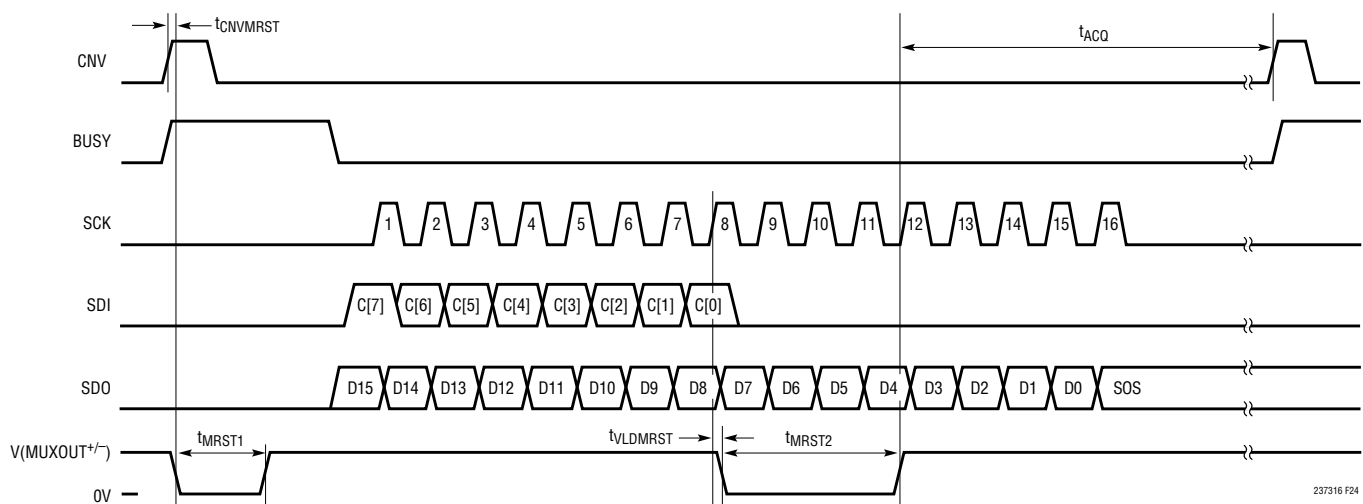 tCNVMRST
tACQ
CNV
BUSY
SCK
1 2 3 4 5 6 7 8 9 10 11 12 13 14 15 16
SDI
C[7] C[6] C[5] C[4] C[3] C[2] C[1] C[0]
SDO
D15 D14 D13 D12 D11 D10 D9 D8 D7 D6 D5 D4 D3 D2 D1 D0 SOS
V(MUXOUT+/–)
tMRST1
tVLDMRST
tMRST2
0V
237316 F24